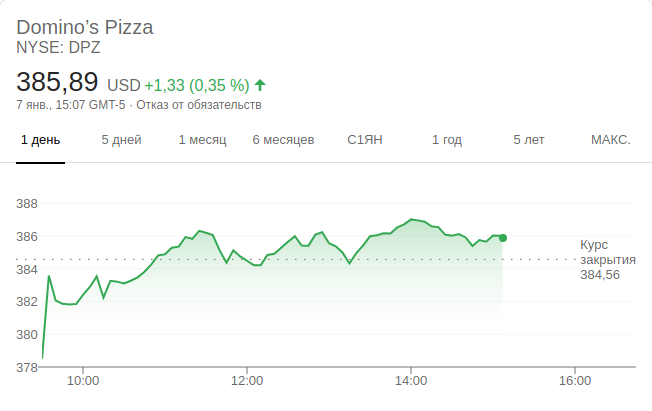 Domino’s Pizza
NYSE: DPZ
385,89 USD +1,33 (0,35 %)
7 янв., 15:07 GMT-5 · Отказ от обязательств
1 день 5 дней 1 месяц 6 месяцев С1ЯН 1 год 5 лет МАКС.
388
386
384
382
380
378
Курс
закрытия
384,56
10:00 12:00 14:00 16:00